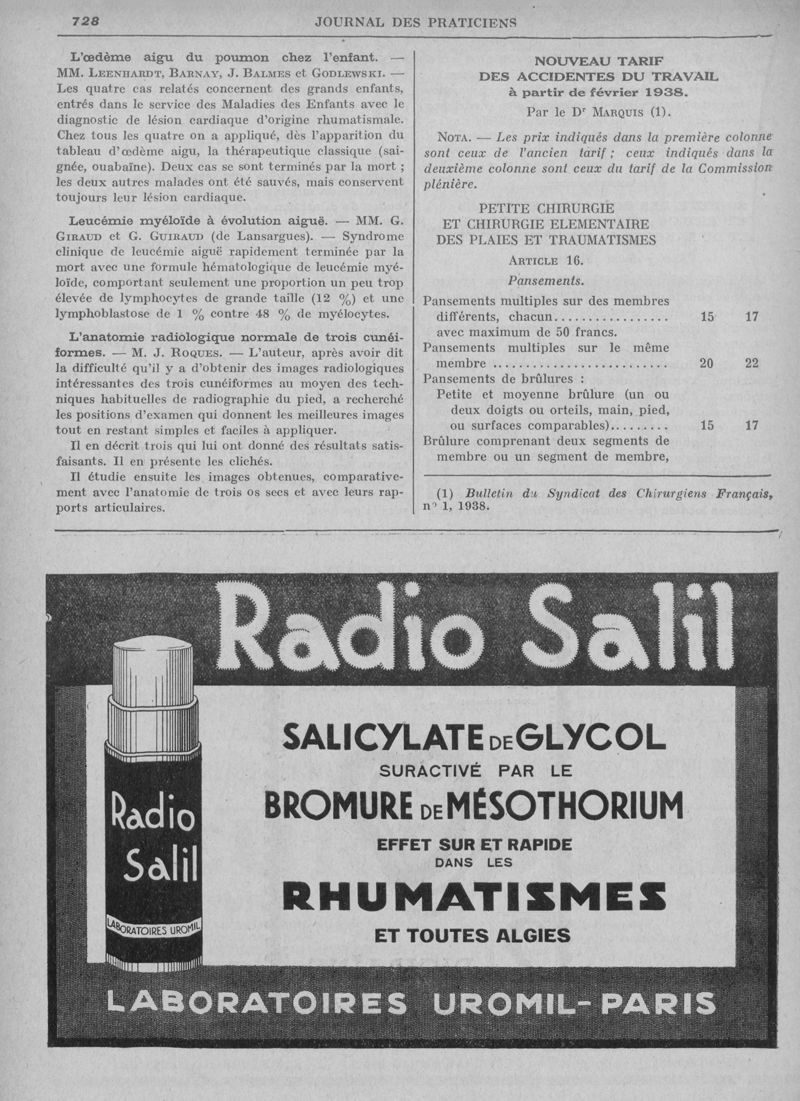 728
JOURNAL DES PRATICIENS
L'œdème aigu du poumon chez l'enfant. —
MM. LEENHARDT, BARNAY, J. BALMES et GODLEWSKI. —
Les quatre cas relatés concernent des grands enfants,
entrés dans le service des Maladies des Enfants avec le
diagnostic de lésion cardiaque d'origine rhumatismale.
Chez tous les quatre on a appliqué, dès l'apparition du
tableau d'œdème aigu, la thérapeutique classique (sai-
gnée, ouabaïne). Deux cas se sont terminés par la mort ;
les deux autres malades ont été sauvés, mais conservent
toujours leur lésion cardiaque.
Leucémie myéloïde à évolution aiguë. — MM. G.
GIRAUD et G. GUIRAUD (de Lansargues). — Syndrome
clinique de leucémie aiguë rapidement terminée par la
mort avec une formule hématologique de leucémie myé-
loïde, comportant seulement une proportion un peu trop
élevée de lymphocytes de grande taille (12 %) et une
lymphoblastose de 1 % contre 48 % de myélocytes.
L'anatomie radiologique normale de trois cunéi-
formes. — M. J. ROQUES. — L'auteur, après avoir dit
la difficulté qu'il y a d'obtenir des images radiologiques
intéressantes des trois cunéiformes au moyen des tech-
niques habituelles de radiographie du pied, a recherché
les positions d'examen qui donnent les meilleures images
tout en restant simples et faciles à appliquer.
Il en décrit trois qui lui ont donné des résultats satis-
faisants. Il en présente les clichés.
Il étudie ensuite les images obtenues, comparative-
ment avec l'anatomie de trois os secs et avec leurs rap-
ports articulaires.
NOUVEAU TARIF
DES ACCIDENTES DU TRAVAIL
à partir de février 1938.
Par le Dr MARQUIS (1).
NOTA. — Les prix indiqués dans la première colonne
sont ceux de l'ancien tarif ; ceux indiqués dans la
deuxième colonne sont ceux du tarif de la Commission
plénière.
PETITE CHIRURGIE
ET CHIRURGIE ELEMENTAIRE
DES PLAIES ET TRAUMATISMES
ARTICLE 16.
Pansements.
Pansements multiples sur des membres
différents, chacun................. 15 17
avec maximum de 50 francs.
Pansements multiples sur le même
membre .......................... 20 22
Pansements de brûlures :
Petite et moyenne brûlure (un ou
deux doigts ou orteils, main, pied,
ou surfaces comparables)......... 15 17
Brûlure comprenant deux segments de
membre ou un segment de membre,
(1) Bulletin du Syndicat des Chirurgiens Français,
n° 1, 1938.
Radio Salil
SALICYLATE DE GLYCOL
SURACTIVÉ PAR LE
BROMURE DE MÉSOTHORIUM
EFFET SUR ET RAPIDE
DANS LES
RHUMATISMES
ET TOUTES ALGIES
Radio
Salil
LABORATOIRES UROMIL
LABORATOIRES UROMIL-PARIS